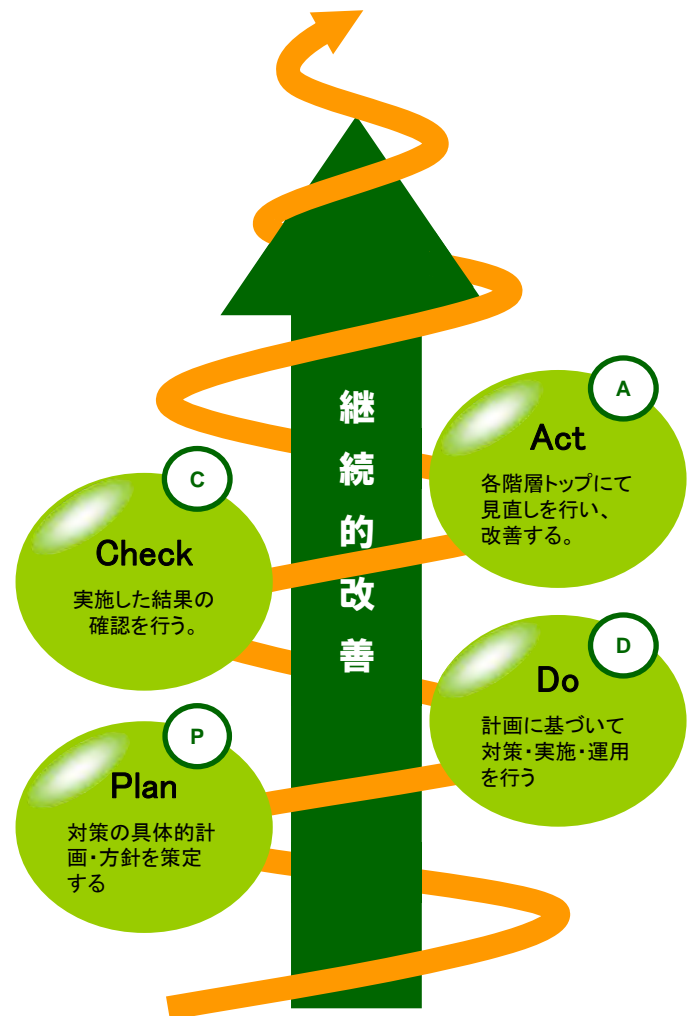 継
続
的
改
善
A
Act
各階層トップにて
見直しを行い、
改善する。
C
Check
実施した結果の
確認を行う。
D
Do
計画に基づいて
対策・実施・運用
を行う
P
Plan
対策の具体的計
画・方針を策定
する